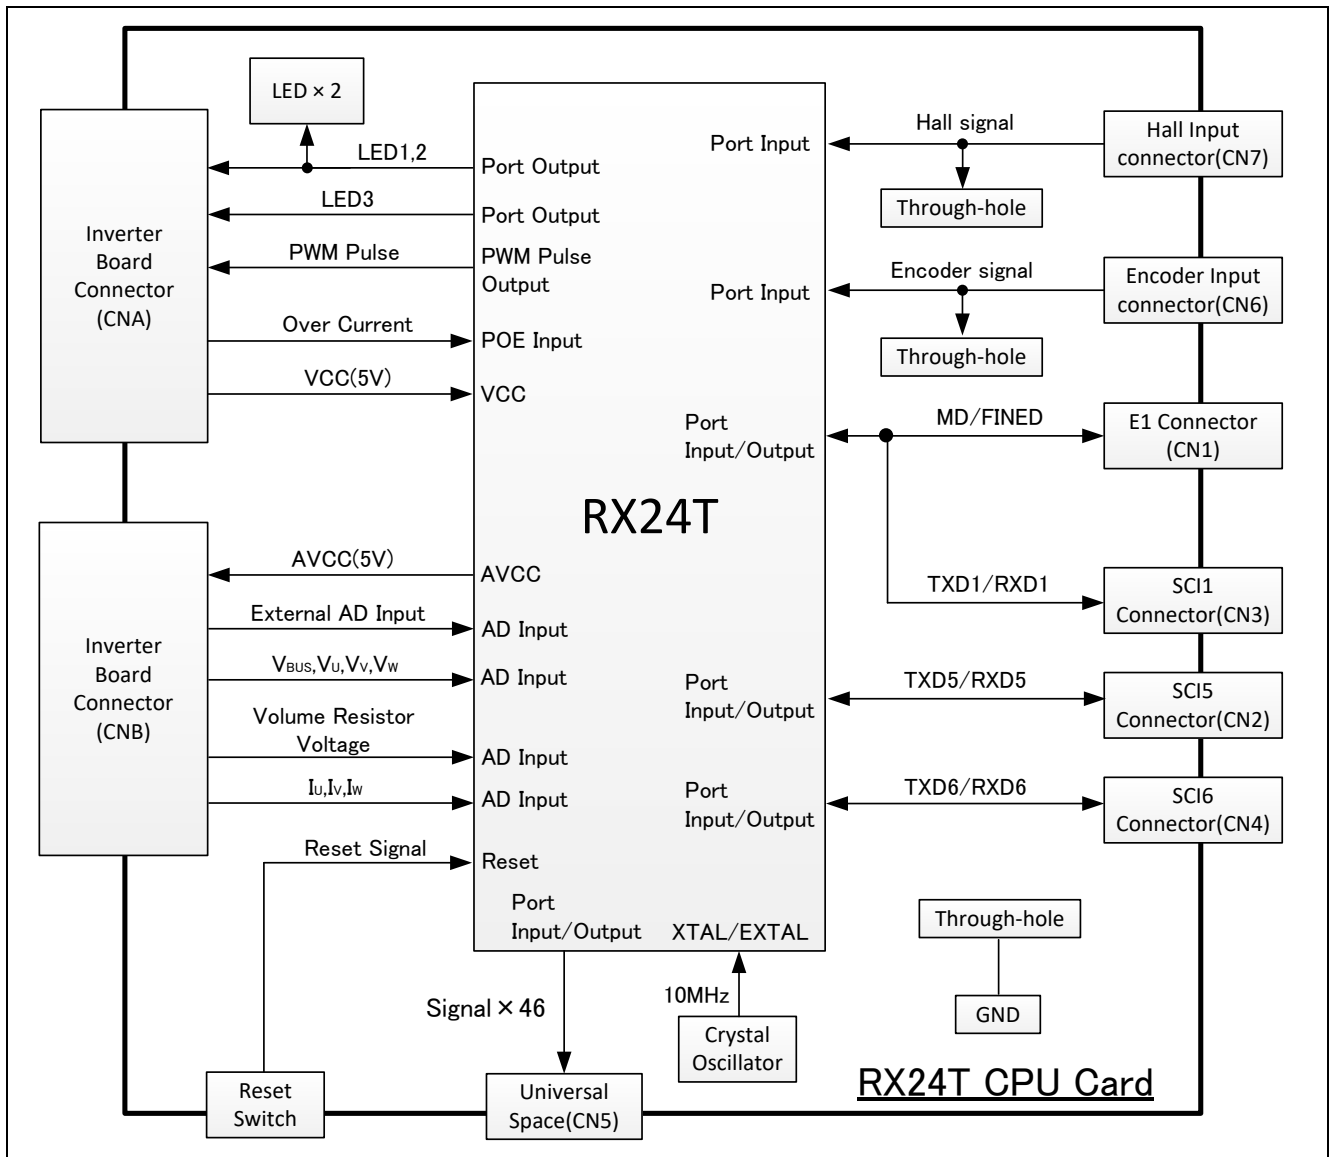 LED × 2
Inverter
Board
Connector
(CNA)
LED1,2
LED3
PWM Pulse
Over Current
VCC(5V)
Port Output
Port Output
PWM Pulse
Output
POE Input
VCC
Inverter
Board
Connector
(CNB)
AVCC(5V)
External AD Input
VBUS,VU,VV,VW
Volume Resistor
Voltage
IU,IV,IW
Reset Signal
AVCC
AD Input
AD Input
AD Input
AD Input
Reset
RX24T
Port Input
Hall signal
Hall Input
connector(CN7)
Through-hole
Port Input
Encoder signal
Encoder Input
connector(CN6)
Through-hole
Port
Input/Output
MD/FINED
E1 Connector
(CN1)
TXD1/RXD1
SCI1
Connector(CN3)
Port
Input/Output
TXD5/RXD5
SCI5
Connector(CN2)
Port
Input/Output
TXD6/RXD6
SCI6
Connector(CN4)
Port
Input/Output
XTAL/EXTAL
Signal × 46
10MHz
Crystal
Oscillator
Through-hole
GND
Reset
Switch
Universal
Space(CN5)
RX24T CPU Card